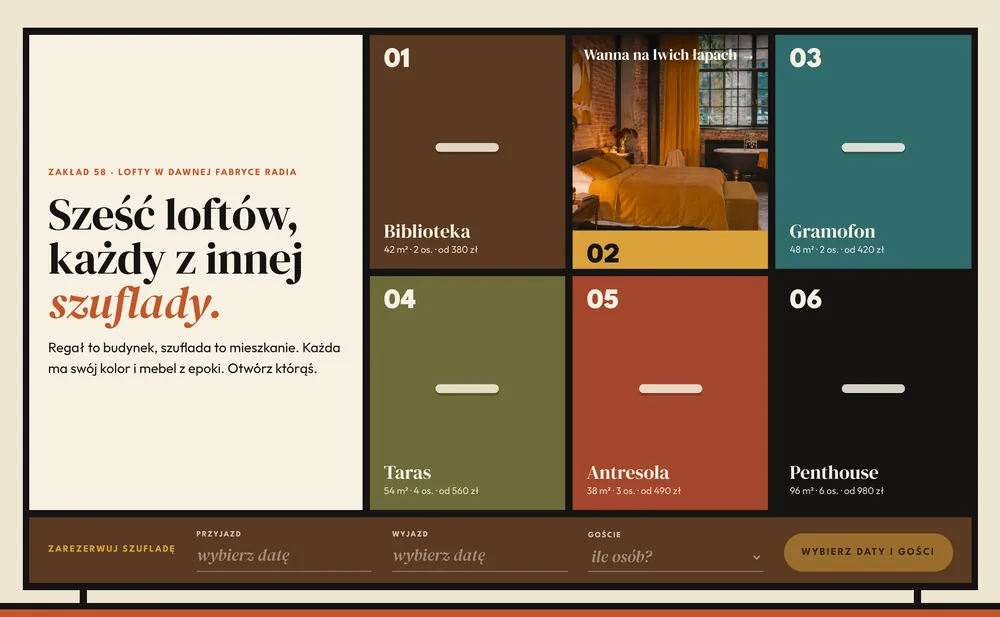 ZAKŁAD 58 · LOFTY W DAWNEJ FABRYCE RADIA
Sześć loftów,
każdy z innej
szuflady.
Regał to budynek, szuflada to mieszkanie. Każda
ma swój kolor i mebel z epoki. Otwórz którąś.
01
Biblioteka
42 m² · 2 os. · od 380 zł
Wanna na lwich łapach →
02
03
Gramofon
48 m² · 2 os. · od 420 zł
04
Taras
54 m² · 4 os. · od 560 zł
05
Antresola
38 m² · 3 os. · od 490 zł
06
Penthouse
96 m² · 6 os. · od 980 zł
ZAREZERWUJ SZUFLADĘ
PRZYJAZD
wybierz datę
WYJAZD
wybierz datę
GOŚCIE
ile osób?
WYBIERZ DATY I GOŚCI